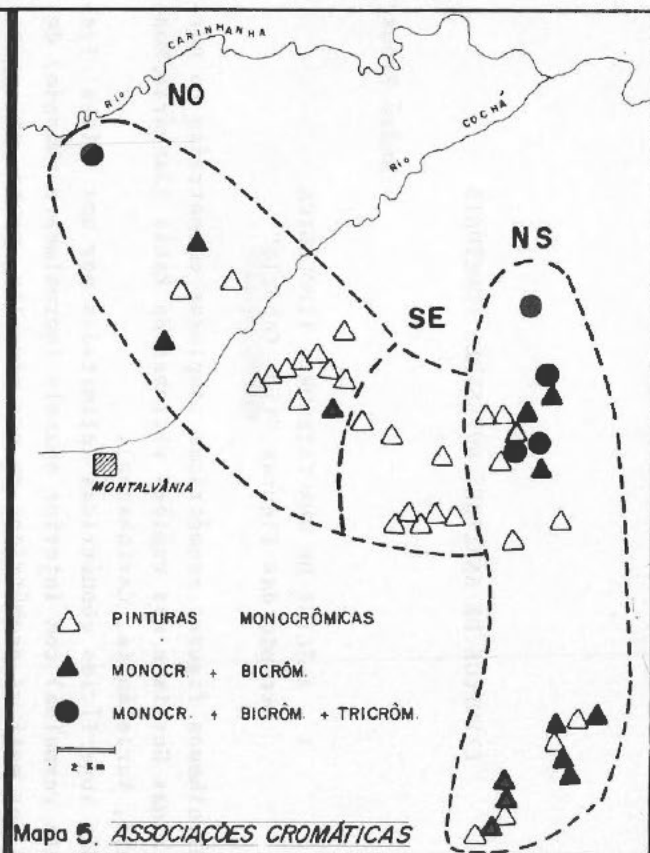 RIO CARINHANHA
NO
RIO COCHÁ
NS
SE
MONTALVÂNIA
PINTURAS MONOCRÔMICAS
MONOCR. + BICRÔM.
MONOCR. + BICRÔM. + TRICRÔM.
2 Km
Mapa 5. ASSOCIAÇÕES CROMÁTICAS